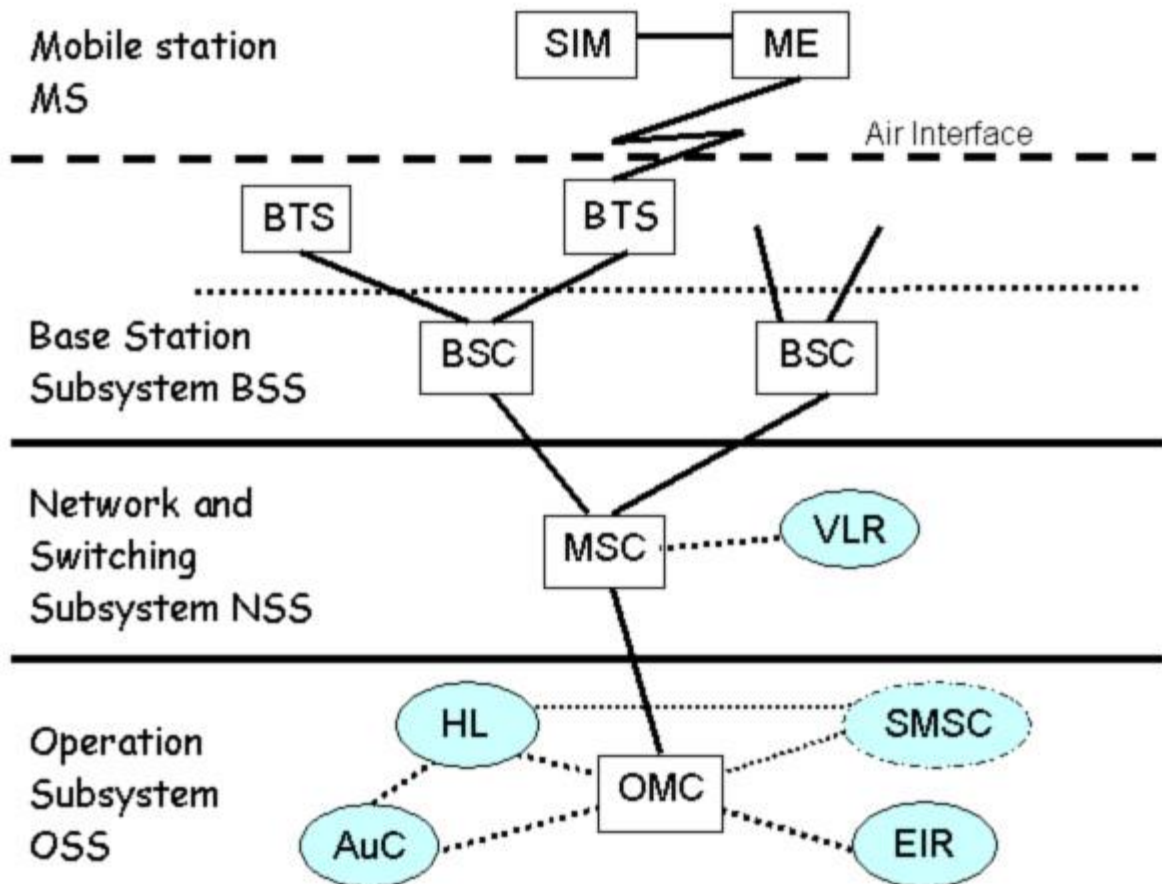 Mobile station
MS
SIM
ME
Air Interface
BTS
BTS
Base Station
Subsystem BSS
BSC
BSC
Network and
Switching
Subsystem NSS
MSC
VLR
Operation
Subsystem
OSS
HL
SMSC
OMC
AuC
EIR